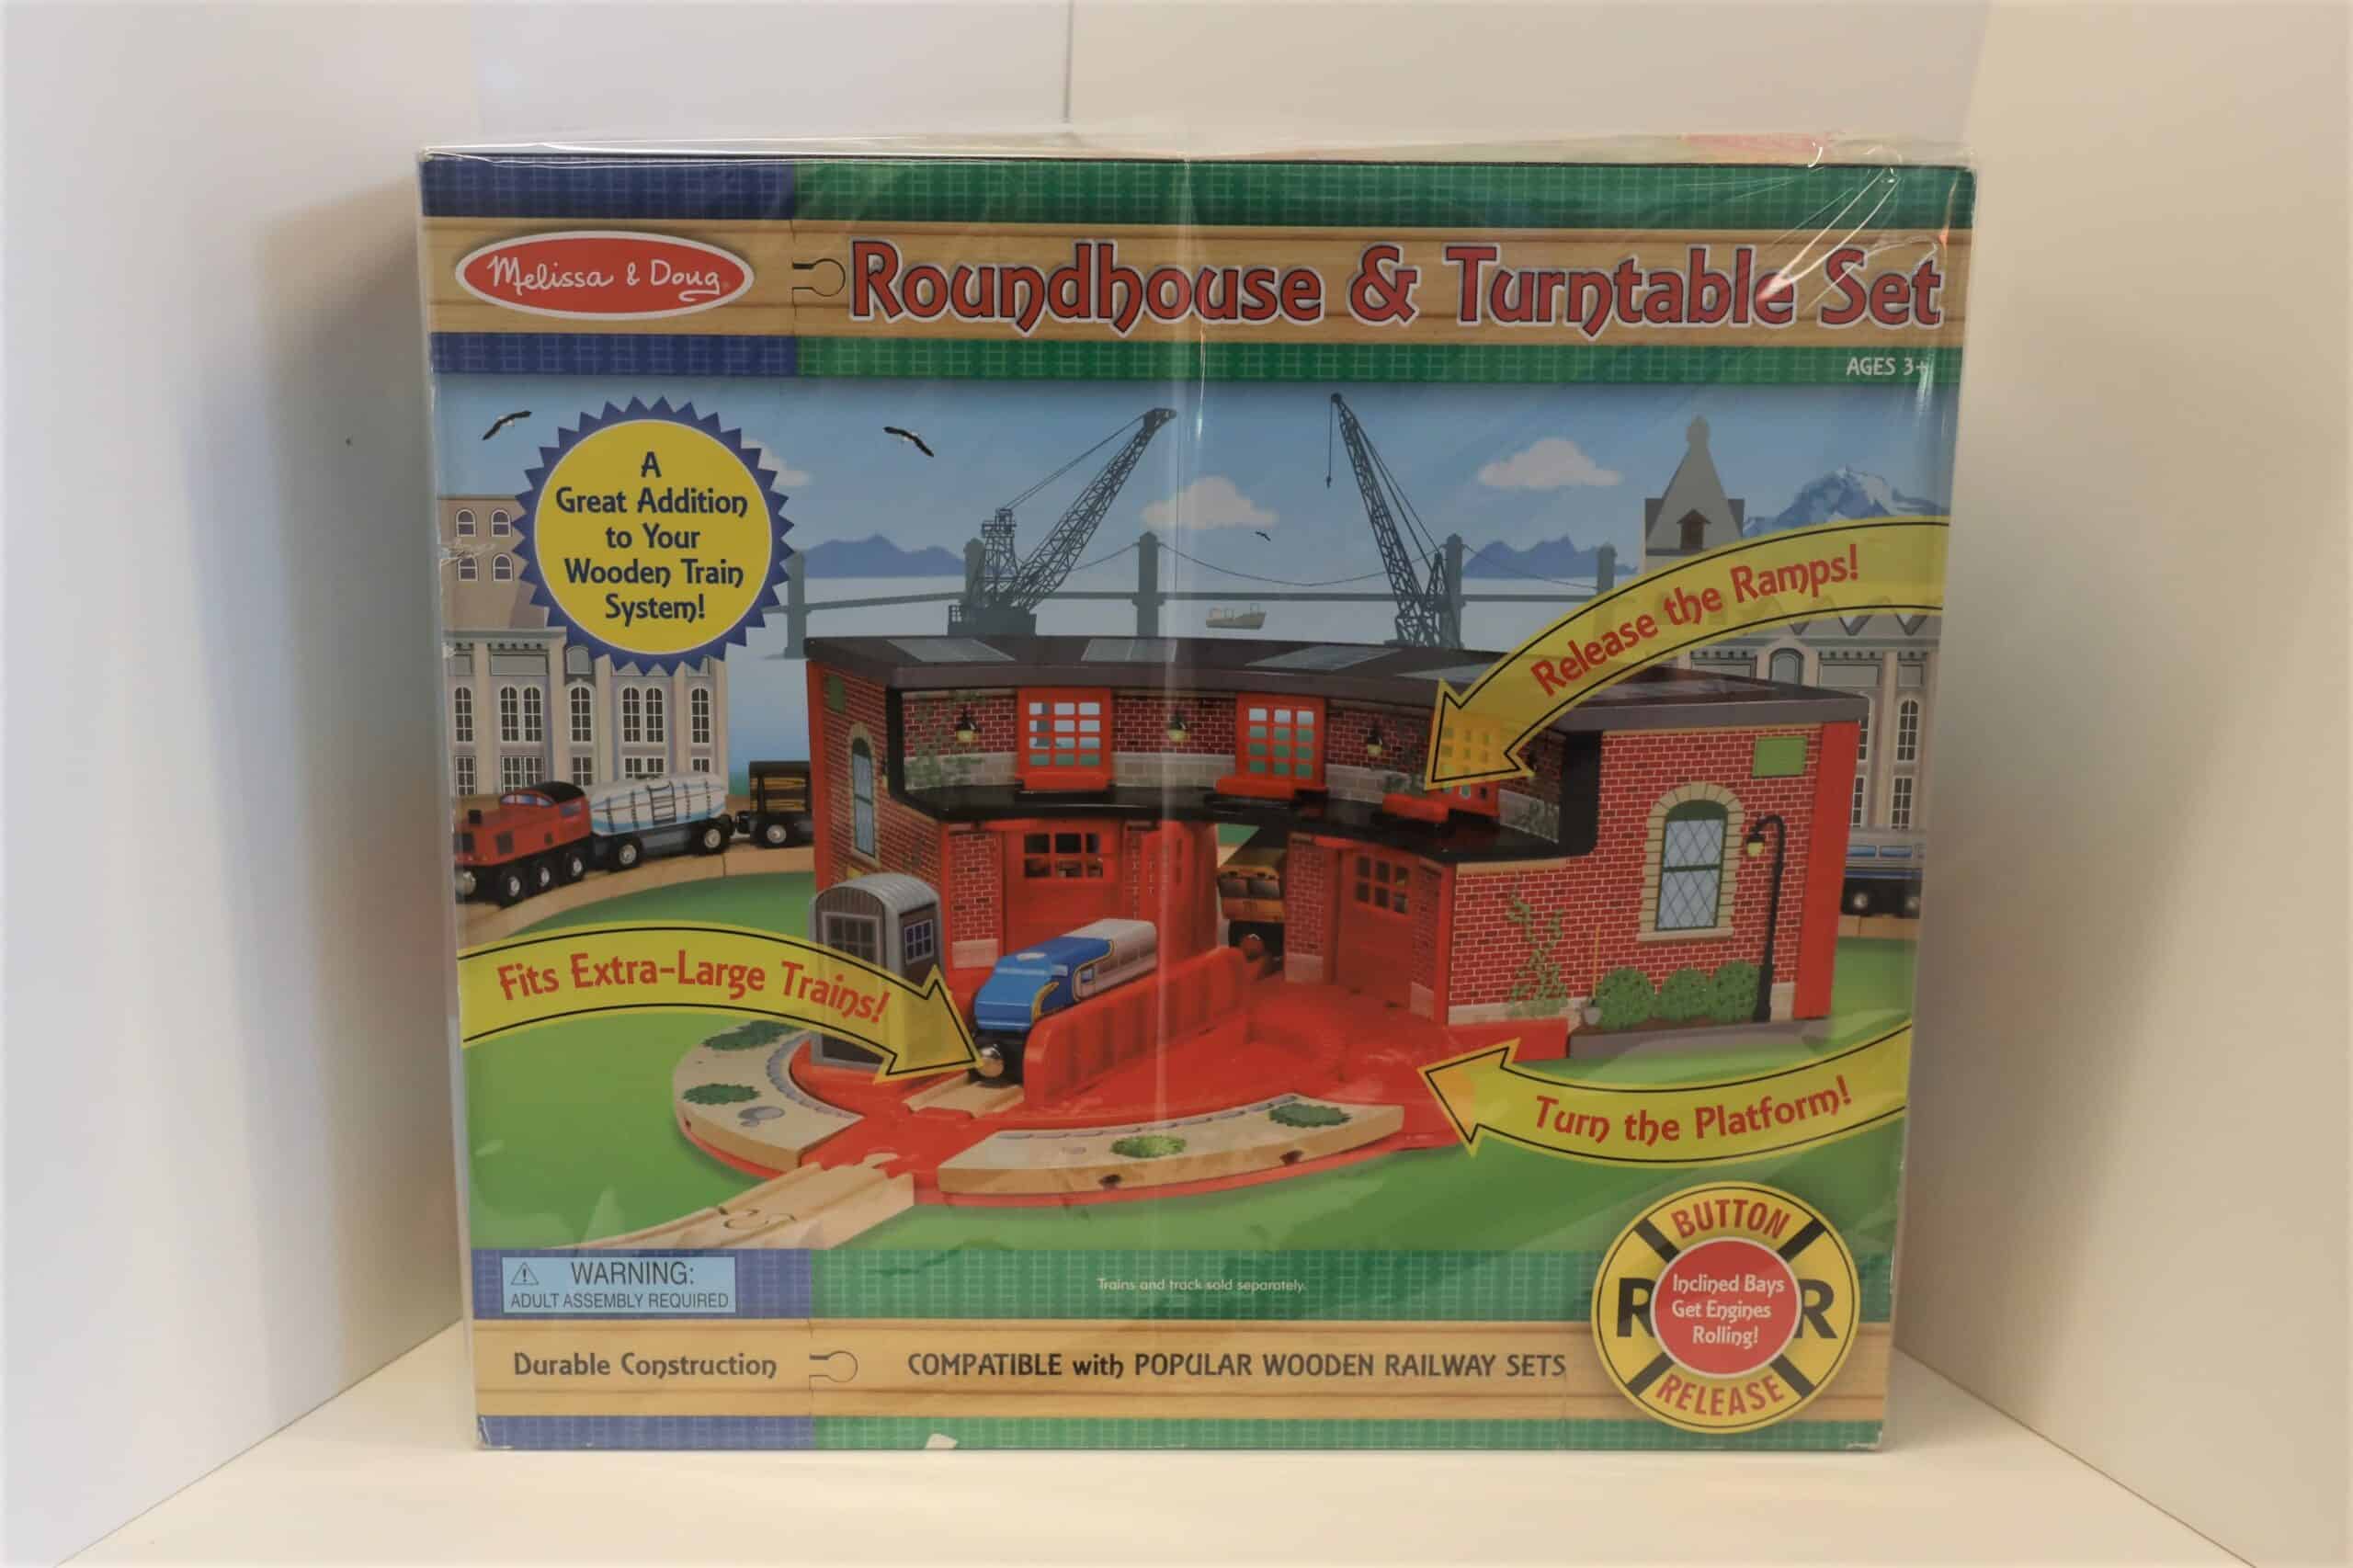 Melissa & Doug
Roundhouse & Turntable Set
AGES 3+
A
Great Addition
to Your
Wooden Train
System!
Release the Ramps!
Fits Extra-Large Trains!
Turn the Platform!
WARNING:
ADULT ASSEMBLY REQUIRED
Trains and track sold separately.
BUTTON
R R
Inclined Bays
Get Engines
Rolling!
RELEASE
Durable Construction
COMPATIBLE with POPULAR WOODEN RAILWAY SETS